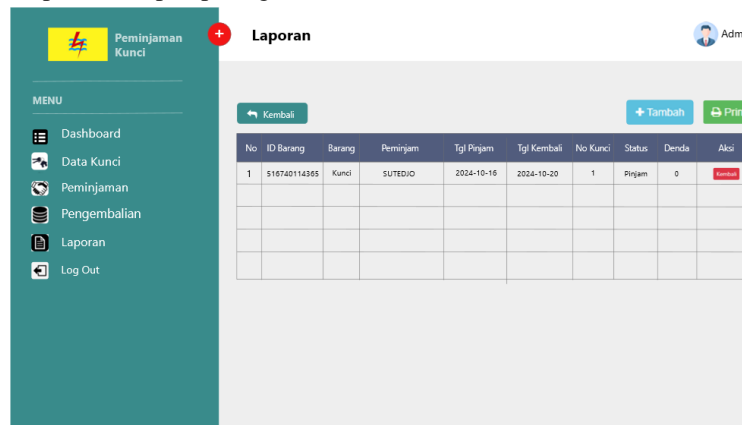 Peminjaman
Kunci
+
Laporan
MENU
Dashboard
Data Kunci
Peminjaman
Pengembalian
Laporan
Log Out
Kembali
+ Tambah
No ID Barang Barang Peminjam Tgl Pinjam Tgl Kembali No Kunci Status Denda Aksi
1 516740114365 Kunci SUTEDJO 2024-10-16 2024-10-20 1 Pinjam 0 Kembali